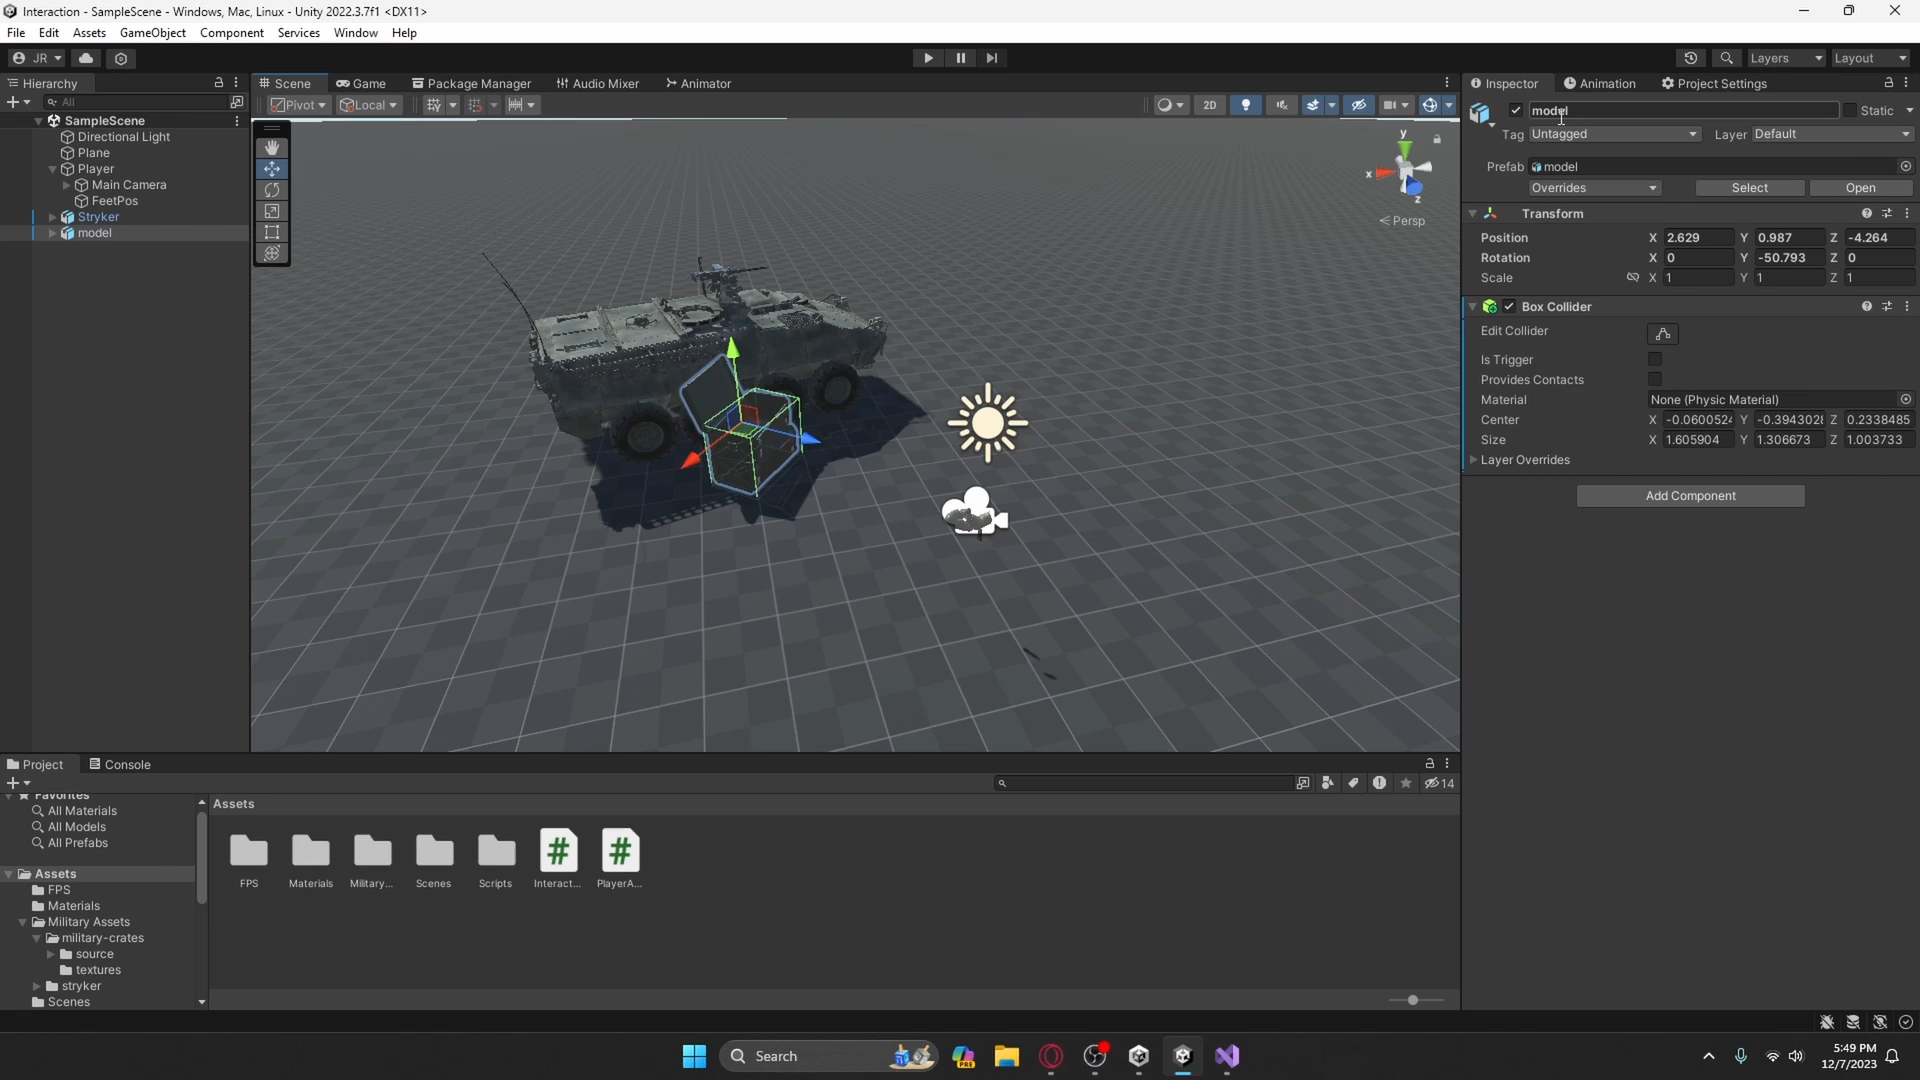 Interaction - SampleScene - Windows, Mac, Linux - Unity 2022.3.7f1 <DX11>
File Edit Assets GameObject Component Services Window Help
JR Layers Layout
Hierarchy Scene Game Package Manager Audio Mixer Animator Inspector Animation Project Settings
All
Pivot Local 2D
SampleScene
Directional Light
Plane
Player
Main Camera
FeetPos
Stryker
model
y
x
z
Persp
model Static
Tag Untagged Layer Default
Prefab model
Overrides Select Open
Transform
Position X 2.629 Y 0.987 Z -4.264
Rotation X 0 Y -50.793 Z 0
Scale X 1 Y 1 Z 1
Box Collider
Edit Collider
Is Trigger
Provides Contacts
Material None (Physic Material)
Center X -0.0600524 Y -0.3943028 Z 0.2338485
Size X 1.605904 Y 1.306673 Z 1.003733
Layer Overrides
Add Component
Project Console
14
Favorites
All Materials
All Models
All Prefabs
Assets
FPS
Materials
Military Assets
military-crates
source
textures
stryker
Scenes
Assets
FPS Materials Military... Scenes Scripts Interact... PlayerA...
Search
PRE
5:49 PM
12/7/2023